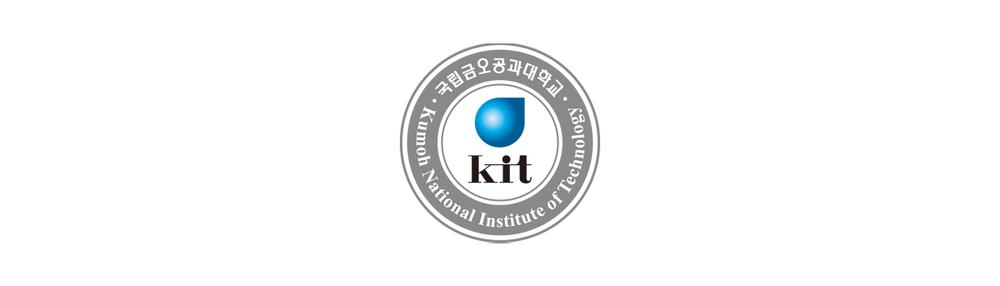 · 국립금오공과대학교 ·
Kumoh National Institute of Technology
kit